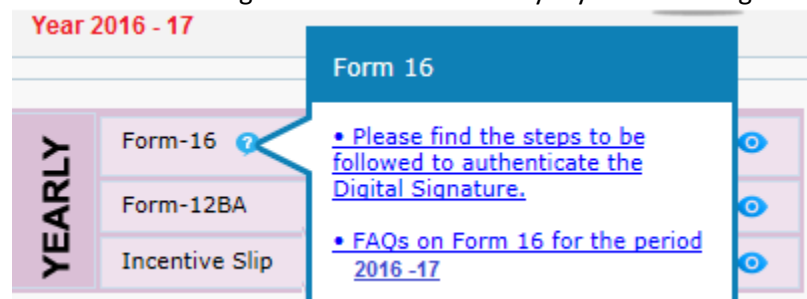 Year 2016 - 17
Form 16
YEARLY
Form-16
• Please find the steps to be
followed to authenticate the
Digital Signature.
Form-12BA
• FAQs on Form 16 for the period
2016 -17
Incentive Slip